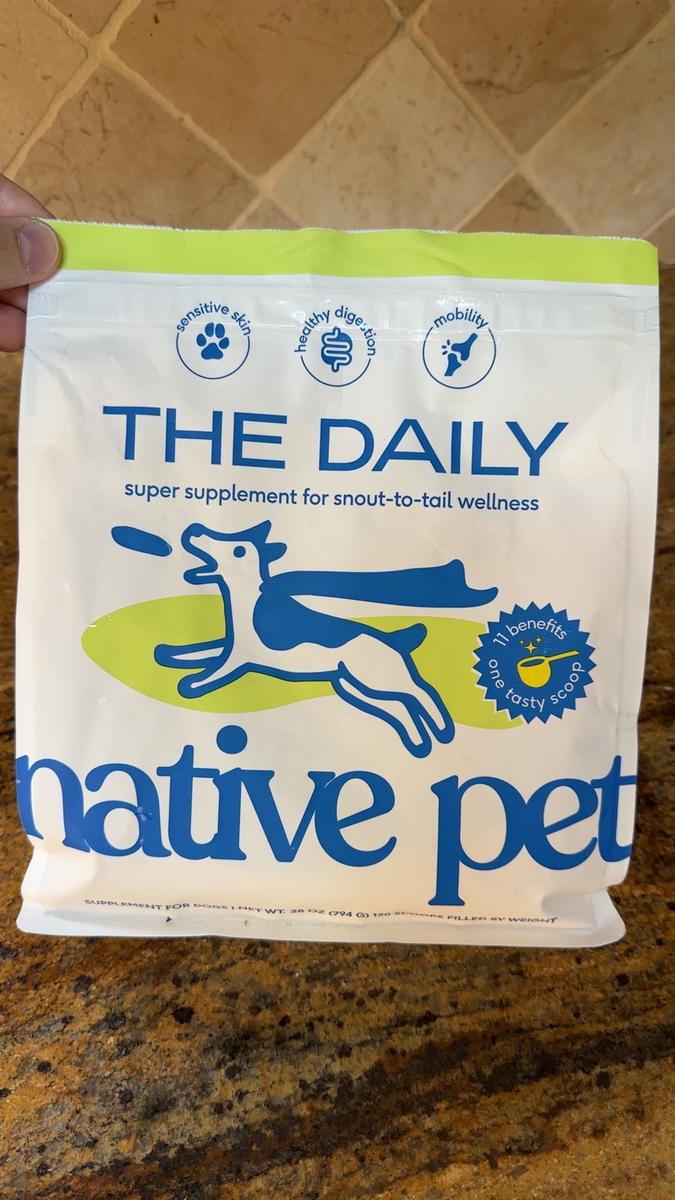 sensitive skin
healthy digestion
mobility
THE DAILY
super supplement for snout-to-tail wellness
11 benefits
one tasty scoop
native pet
SUPPLEMENT FOR DOGS | NET WT. 28 OZ (794 G) SCOOPS FILLED BY WEIGHT